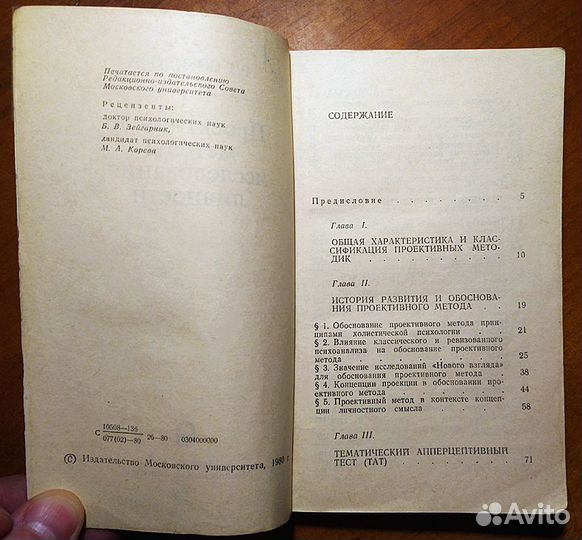 Печатается по постановлению
Редакционно-издательского Совета
Московского университета
Рецензенты:
доктор психологических наук
Б. В. Зейгарник,
кандидат психологических наук
М. А. Карева
С 10508—136
077(02)—80 26-80 0304000000
© Издательство Московского университета, 1980 г.
СОДЕРЖАНИЕ
Предисловие 5
Глава I.
ОБЩАЯ ХАРАКТЕРИСТИКА И КЛАС-
СИФИКАЦИЯ ПРОЕКТИВНЫХ МЕТО-
ДИК . . . . . . . . . 10
Глава II.
ИСТОРИЯ РАЗВИТИЯ И ОБОСНОВА-
НИЯ ПРОЕКТИВНОГО МЕТОДА . . 19
§ 1. Обоснование проективного метода прин-
ципами холистической психологии . . 21
§ 2. Влияние классического и ревизованного
психоанализа на обоснование проективного
метода . . . . . . . . 25
§ 3. Значение исследований «Нового взгляда»
для обоснования проективного метода . 38
§ 4. Концепции проекции в обосновании про-
ективного метода . . . . . . 44
§ 5. Проективный метод в контексте концеп-
ции личностного смысла . . . . 58
Глава III.
ТЕМАТИЧЕСКИЙ АППЕРЦЕПТИВНЫЙ
ТЕСТ (ТАТ) . . . . . . . 71
Avito